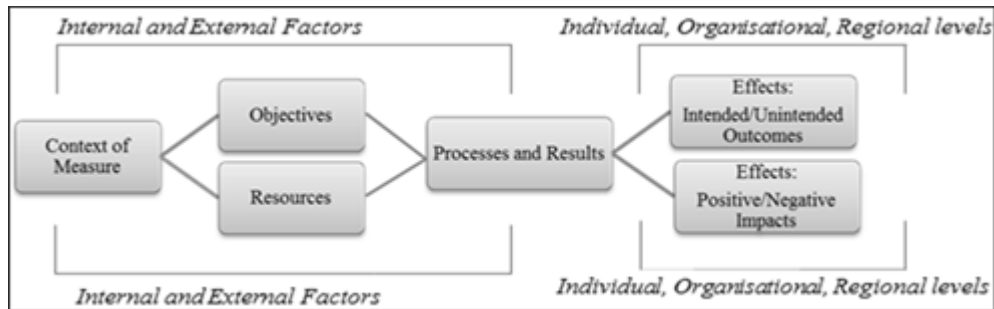 Internal and External Factors
Individual, Organisational, Regional levels
Context of
Measure
Objectives
Resources
Processes and Results
Effects:
Intended/Unintended
Outcomes
Effects:
Positive/Negative
Impacts
Internal and External Factors
Individual, Organisational, Regional levels